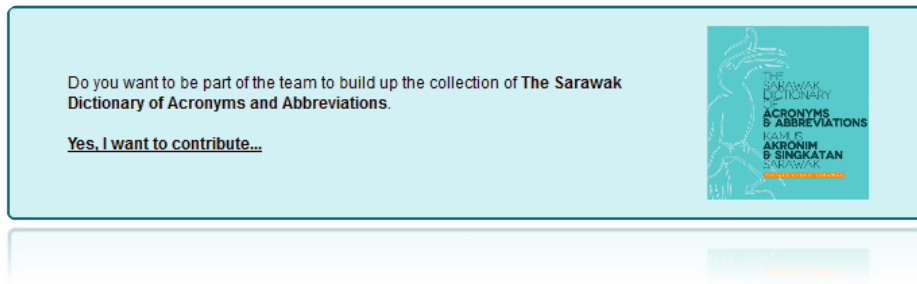 Do you want to be part of the team to build up the collection of The Sarawak
Dictionary of Acronyms and Abbreviations.
Yes, I want to contribute...
THE
SARAWAK
DICTIONARY
OF
ACRONYMS
& ABBREVIATIONS
KAMUS
AKRONIM
& SINGKATAN
SARAWAK